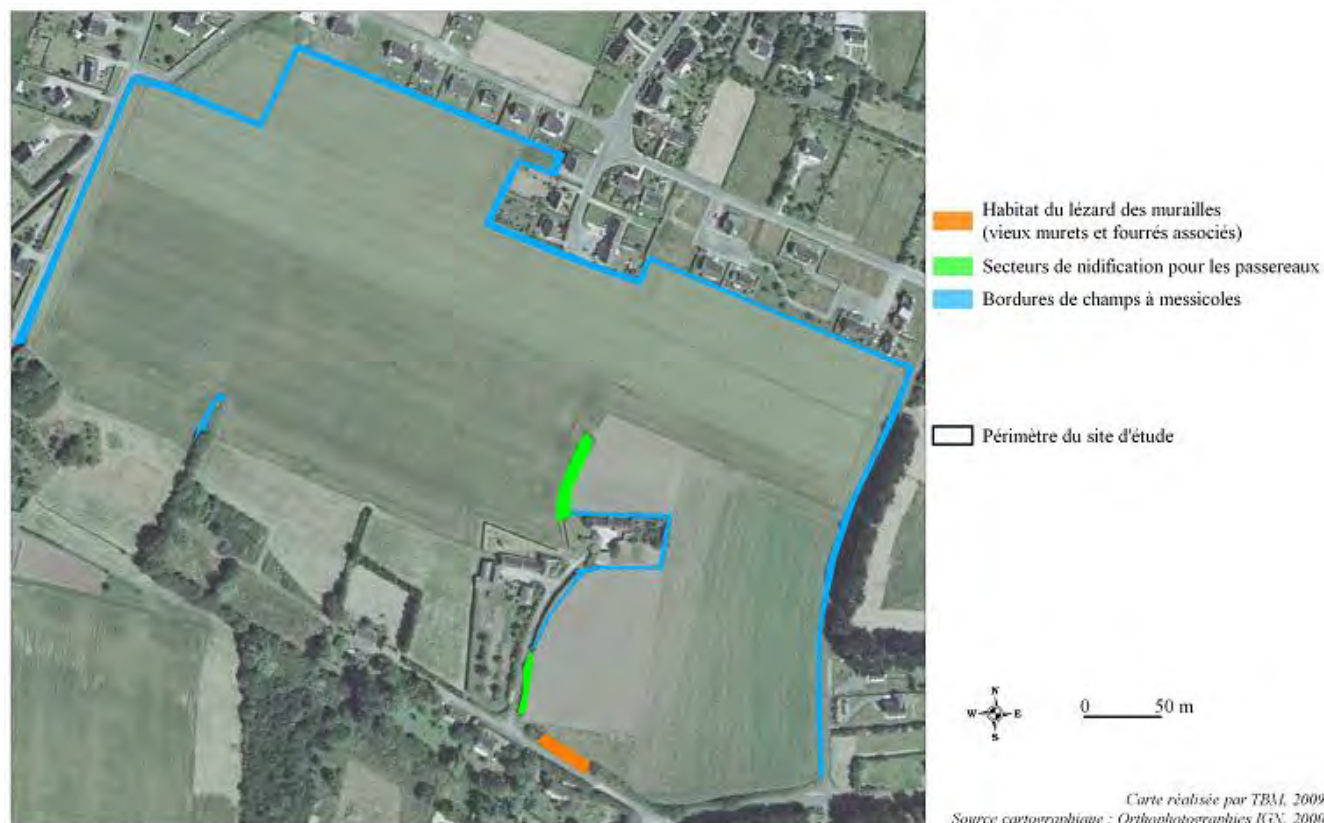 Habitat du lézard des murailles
(vieux murets et fourrés associés)
Secteurs de nidification pour les passereaux
Bordures de champs à messicoles
Périmètre du site d'étude
N
W E
S
0 50 m
Carte réalisée par TBM, 2009
Source cartographique : Orthophotographies IGN, 2000